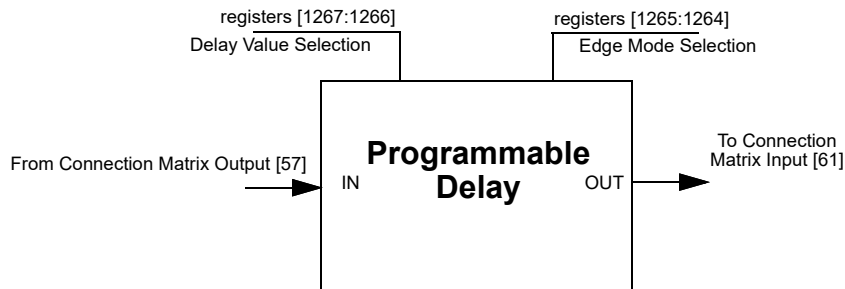 registers [1267:1266]
Delay Value Selection
registers [1265:1264]
Edge Mode Selection
From Connection Matrix Output [57]
IN
Programmable
Delay
OUT
To Connection
Matrix Input [61]